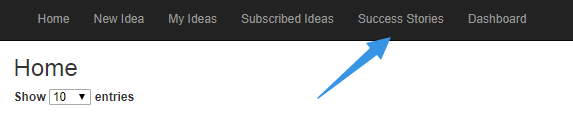 Home New Idea My Ideas Subscribed Ideas Success Stories Dashboard
Home
Show 10 entries